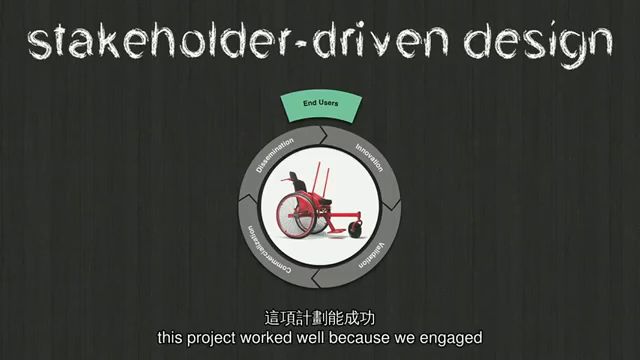 stakeholder-driven design
End Users
Dissemination
Innovation
Commercialization
Validation
這項計劃能成功
this project worked well because we engaged